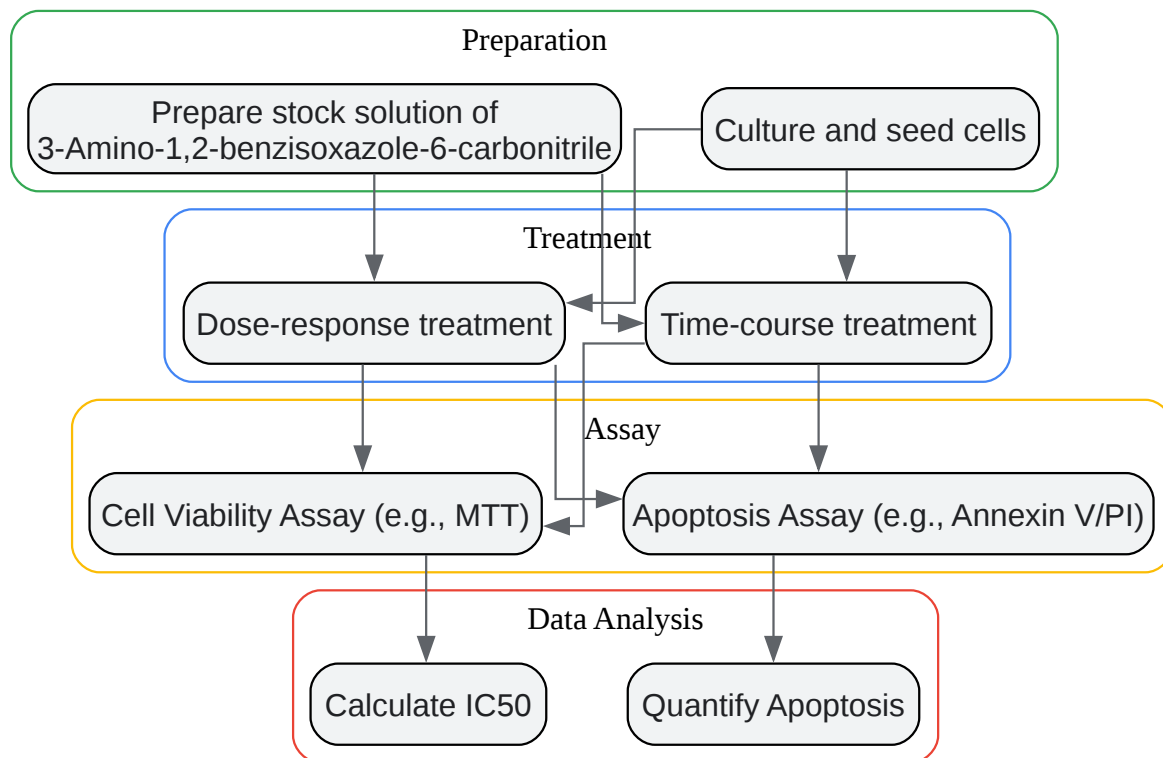 Preparation
Prepare stock solution of
3-Amino-1,2-benzisoxazole-6-carbonitrile
Culture and seed cells
Treatment
Dose-response treatment
Time-course treatment
Assay
Cell Viability Assay (e.g., MTT)
Apoptosis Assay (e.g., Annexin V/PI)
Data Analysis
Calculate IC50
Quantify Apoptosis